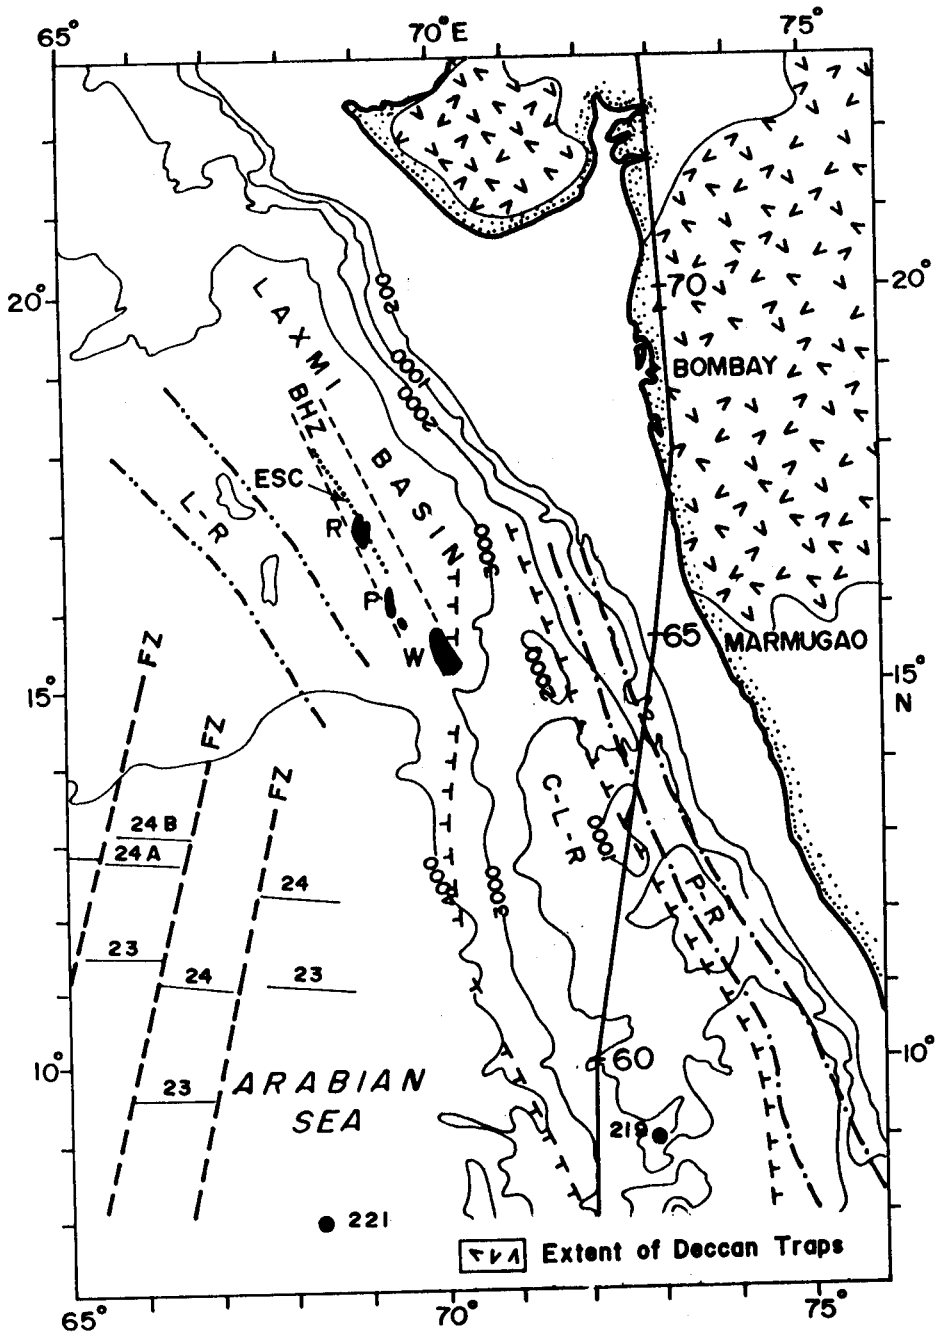 65°
70°E
75°
20°
20°
LAXMI
BASIN
200
1000
2000
70
BOMBAY
BHZ
ESC
R
L-R
P
W
3000
65
MARMUGAO
2000
FZ
FZ
FZ
15°
15°
N
C-L-R
1000
P-R
24 B
24 A
24
4000
3000
23
24
23
10°
10°
60
23
ARABIAN
SEA
219
221
Extent of Deccan Traps
65°
70°
75°